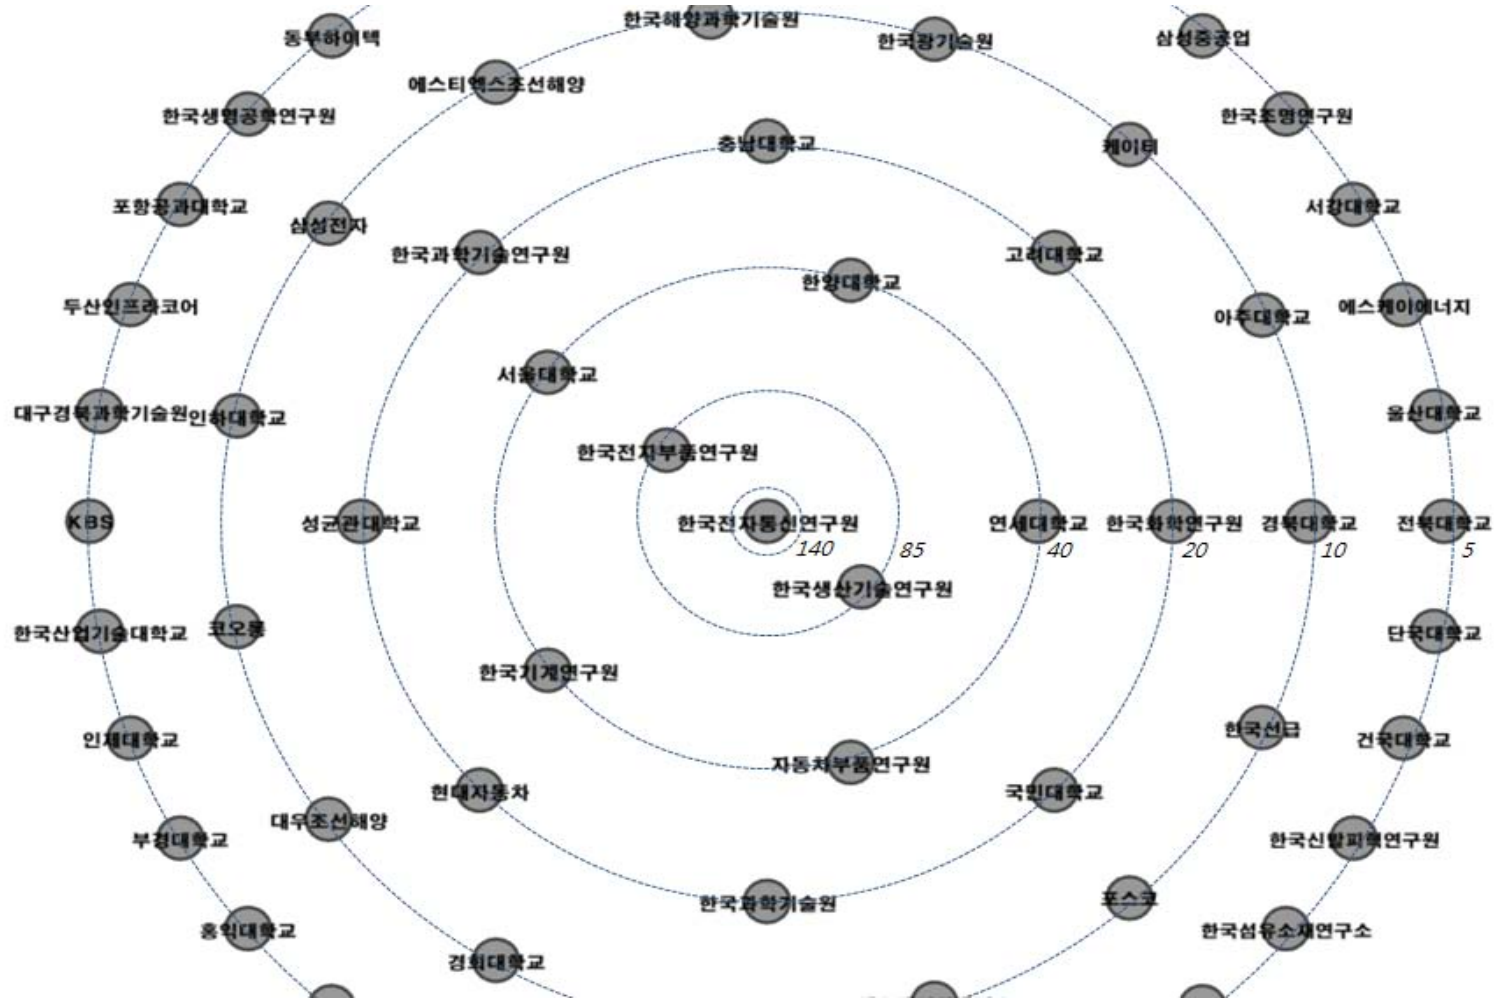 한국해양과학기술원
동부하이텍
삼성중공업
한국광기술원
에스티엑스조선해양
한국생명공학연구원
한국조명연구원
충남대학교
케이티
포항공과대학교
서강대학교
삼성전자
한국과학기술연구원
고려대학교
한양대학교
두산인프라코어
에스케이에너지
아주대학교
서울대학교
대구경북과학기술원
인하대학교
울산대학교
한국전자부품연구원
KBS
성균관대학교
한국전자통신연구원
연세대학교
한국화학연구원
경북대학교
전북대학교
140
85
40
20
10
5
한국생산기술연구원
한국산업기술대학교
코오롱
단국대학교
한국기계연구원
한국선급
인제대학교
건국대학교
자동차부품연구원
현대자동차
국민대학교
대우조선해양
부경대학교
한국신발피혁연구원
포스코
한국과학기술원
홍익대학교
한국섬유소재연구소
경희대학교